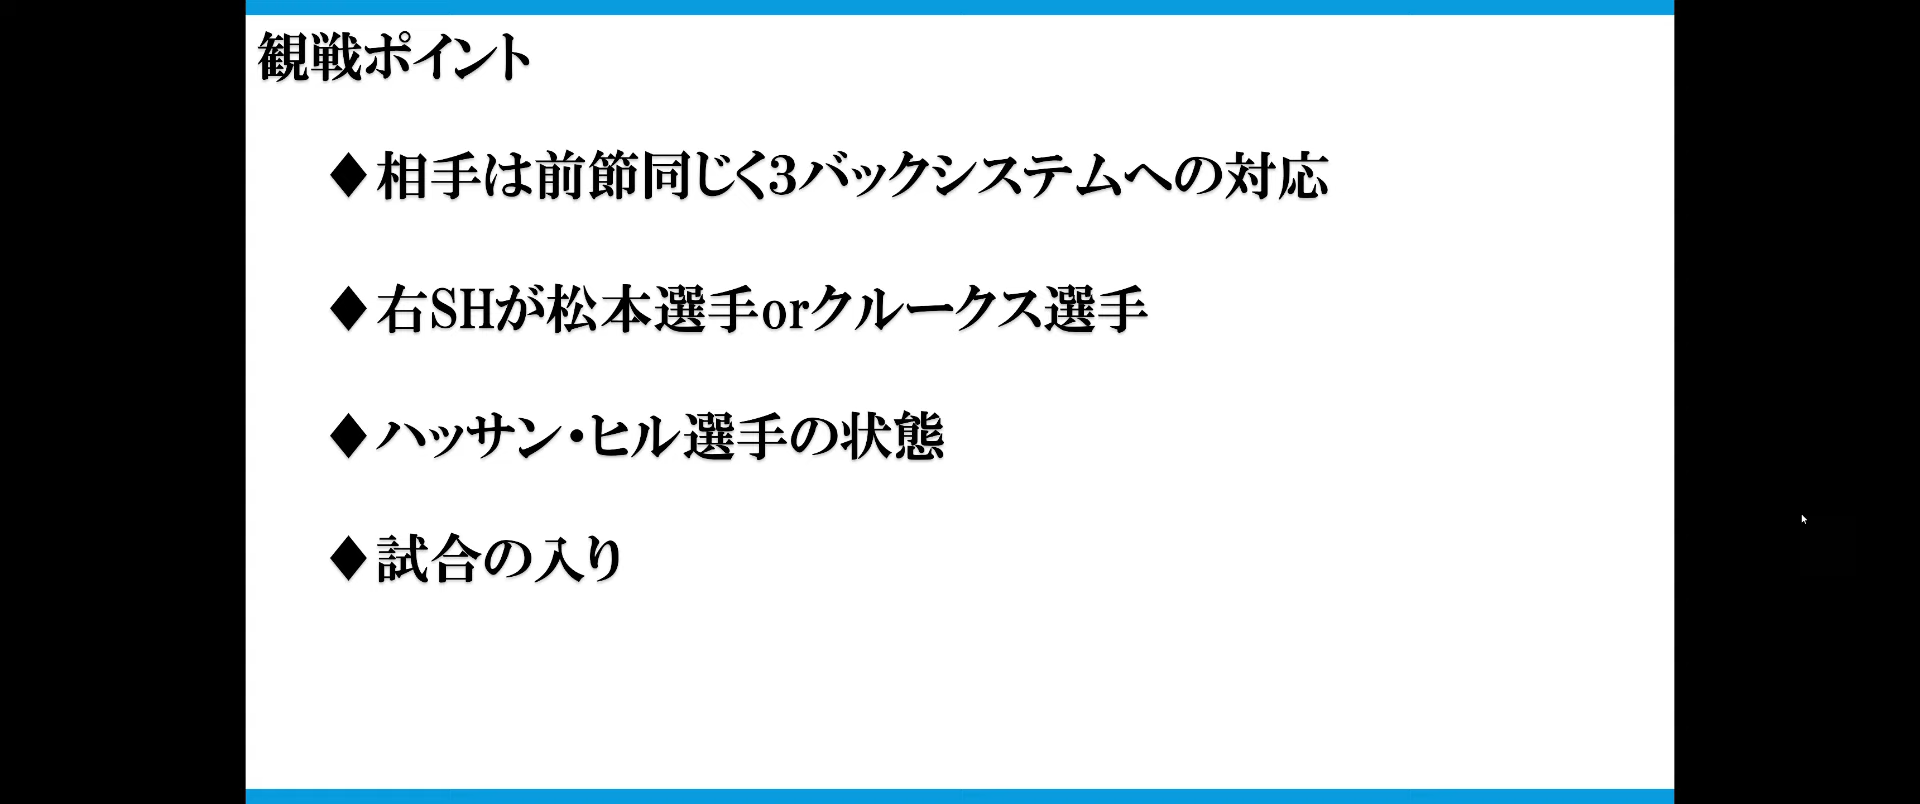 観戦ポイント
♦相手は前節同じく3バックシステムへの対応
♦右SHが松本選手orクルークス選手
♦ハッサン・ヒル選手の状態
♦試合の入り